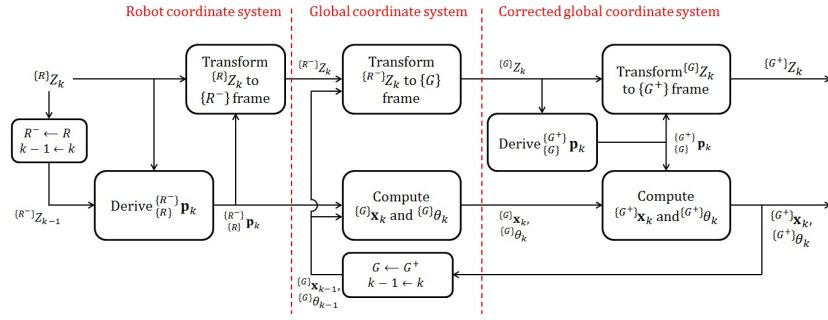 Robot coordinate system
Global coordinate system
Corrected global coordinate system
{R}Z_k
Transform
{R}Z_k to
{R⁻} frame
{R⁻}Z_k
Transform
{R⁻}Z_k to {G}
frame
{G}Z_k
Transform {G}Z_k
to {G⁺} frame
{G⁺}Z_k
R⁻ ← R
k − 1 ← k
Derive {G⁺}{G} p_k
{G⁺}{G} p_k
{R⁻}Z_{k−1}
Derive {R⁻}{R} p_k
{R⁻}{R} p_k
Compute
{G}x_k and {G}θ_k
{G}x_k,
{G}θ_k
Compute
{G⁺}x_k and {G⁺}θ_k
{G⁺}x_k,
{G⁺}θ_k
{G}x_{k−1},
{G}θ_{k−1}
G ← G⁺
k − 1 ← k